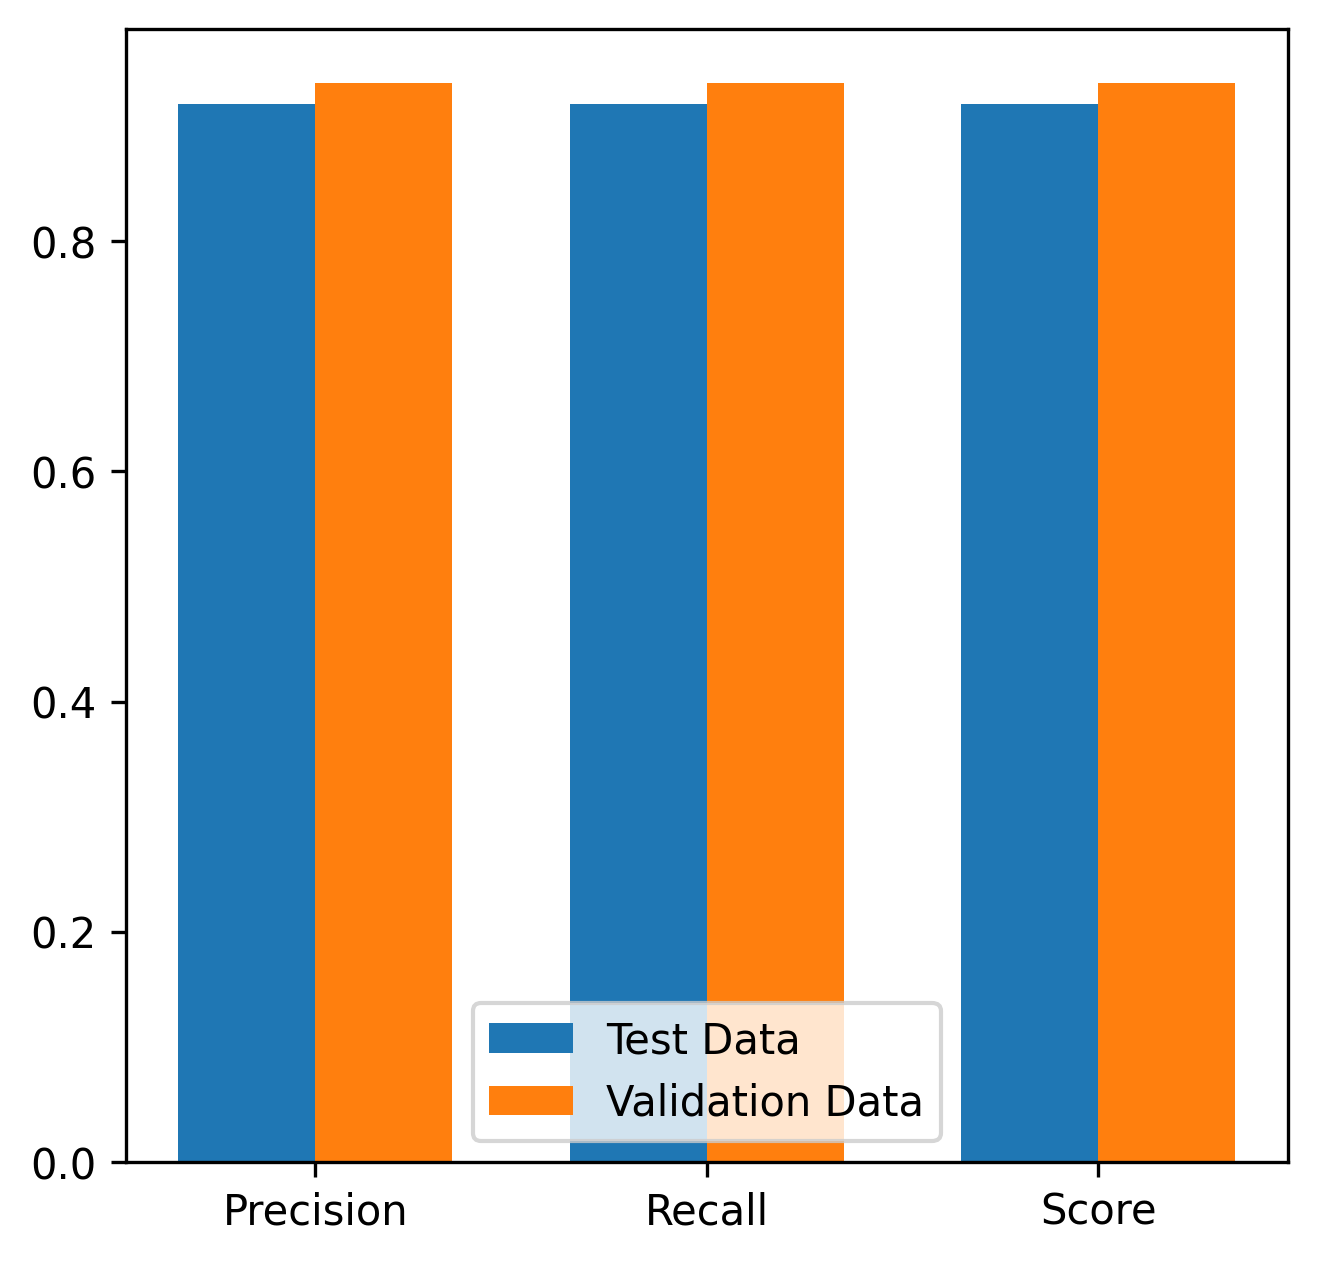 0.8
0.6
0.4
0.2
0.0
Test Data
Validation Data
Precision
Recall
Score